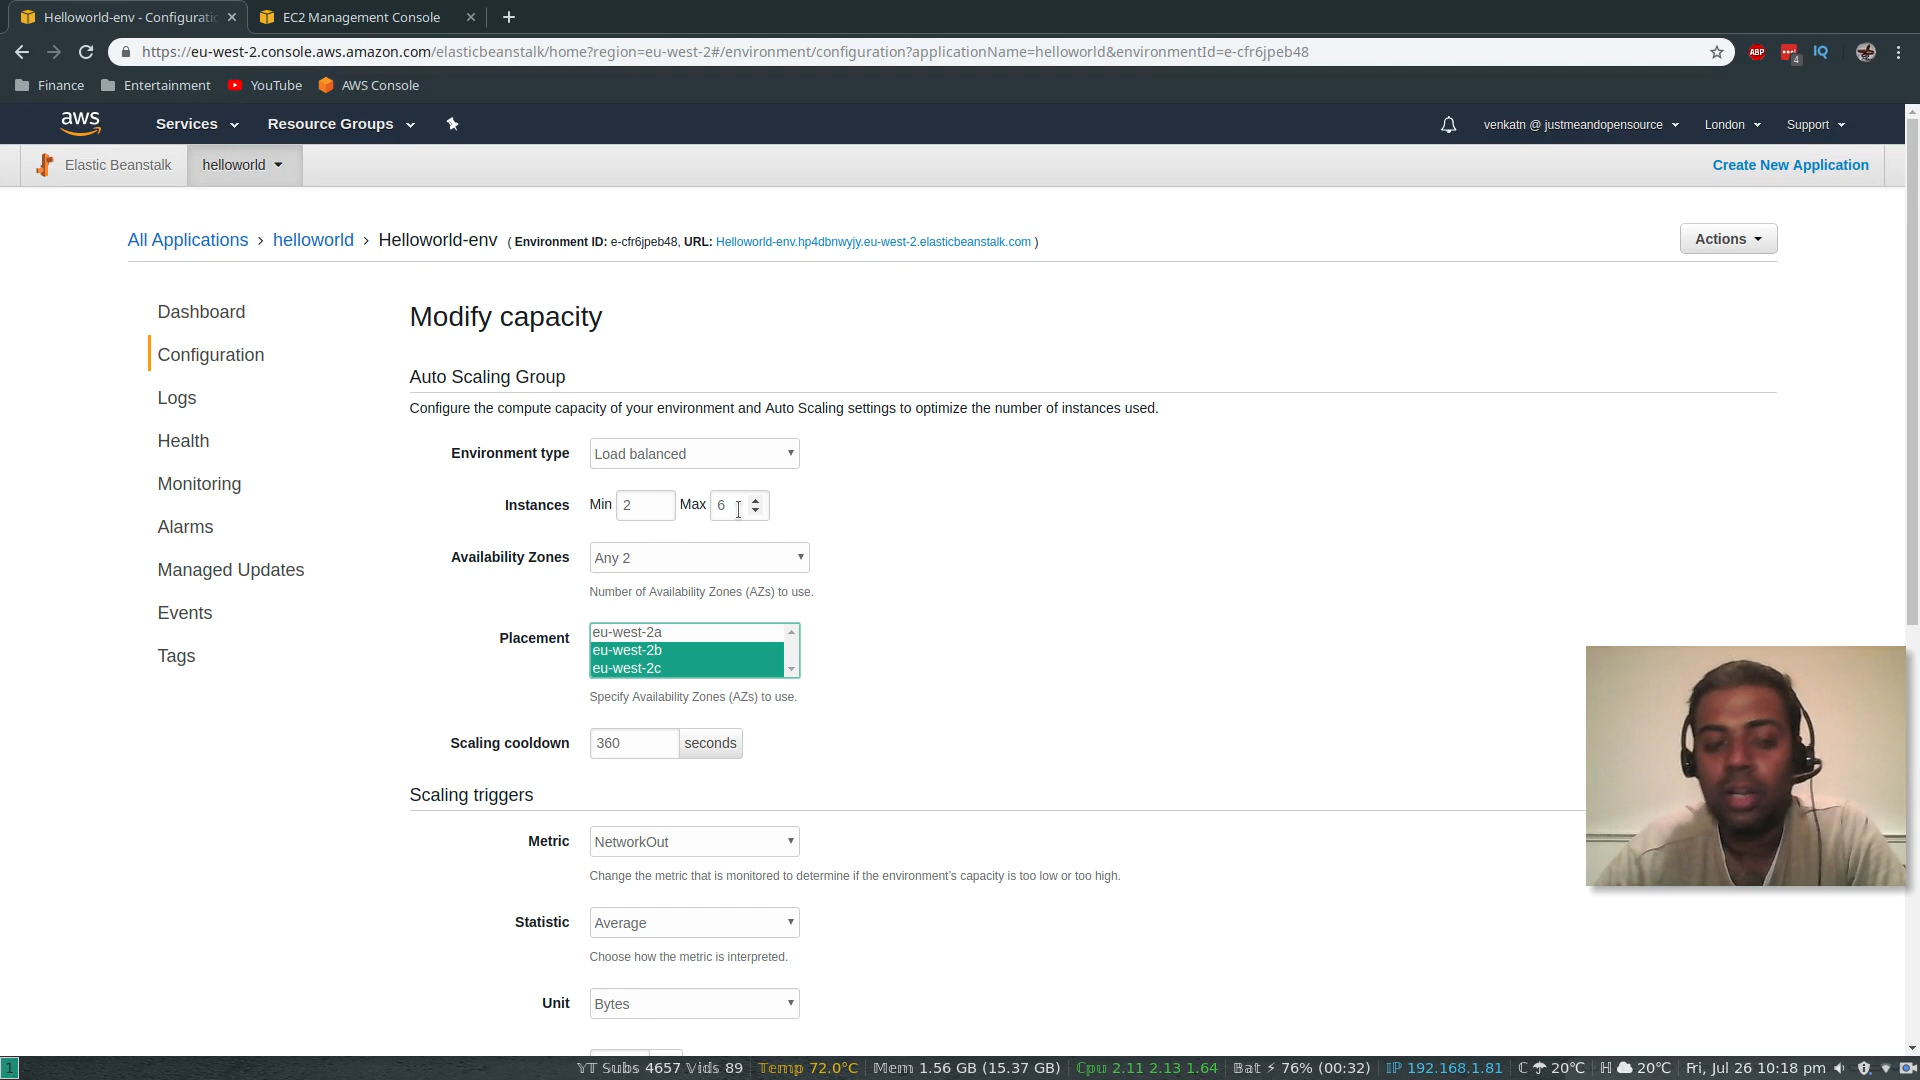 Helloworld-env - Configuratio
EC2 Management Console
https://eu-west-2.console.aws.amazon.com/elasticbeanstalk/home?region=eu-west-2#/environment/configuration?applicationName=helloworld&environmentId=e-cfr6jpeb48
ABP
4
IQ
Finance
Entertainment
YouTube
AWS Console
aws
Services
Resource Groups
venkatn @ justmeandopensource
London
Support
Elastic Beanstalk
helloworld
Create New Application
All Applications › helloworld › Helloworld-env ( Environment ID: e-cfr6jpeb48, URL: Helloworld-env.hp4dbnwyjy.eu-west-2.elasticbeanstalk.com )
Actions
Dashboard
Configuration
Logs
Health
Monitoring
Alarms
Managed Updates
Events
Tags
Modify capacity
Auto Scaling Group
Configure the compute capacity of your environment and Auto Scaling settings to optimize the number of instances used.
Environment type Load balanced
Instances Min 2 Max 6
Availability Zones Any 2
Number of Availability Zones (AZs) to use.
Placement
eu-west-2a
eu-west-2b
eu-west-2c
Specify Availability Zones (AZs) to use.
Scaling cooldown 360 seconds
Scaling triggers
Metric NetworkOut
Change the metric that is monitored to determine if the environment's capacity is too low or too high.
Statistic Average
Choose how the metric is interpreted.
Unit Bytes
1 YT Subs 4657 Vids 89 Temp 72.0°C Mem 1.56 GB (15.37 GB) Cpu 2.11 2.13 1.64 Bat 76% (00:32) IP 192.168.1.81 C 20°C H 20°C Fri, Jul 26 10:18 pm